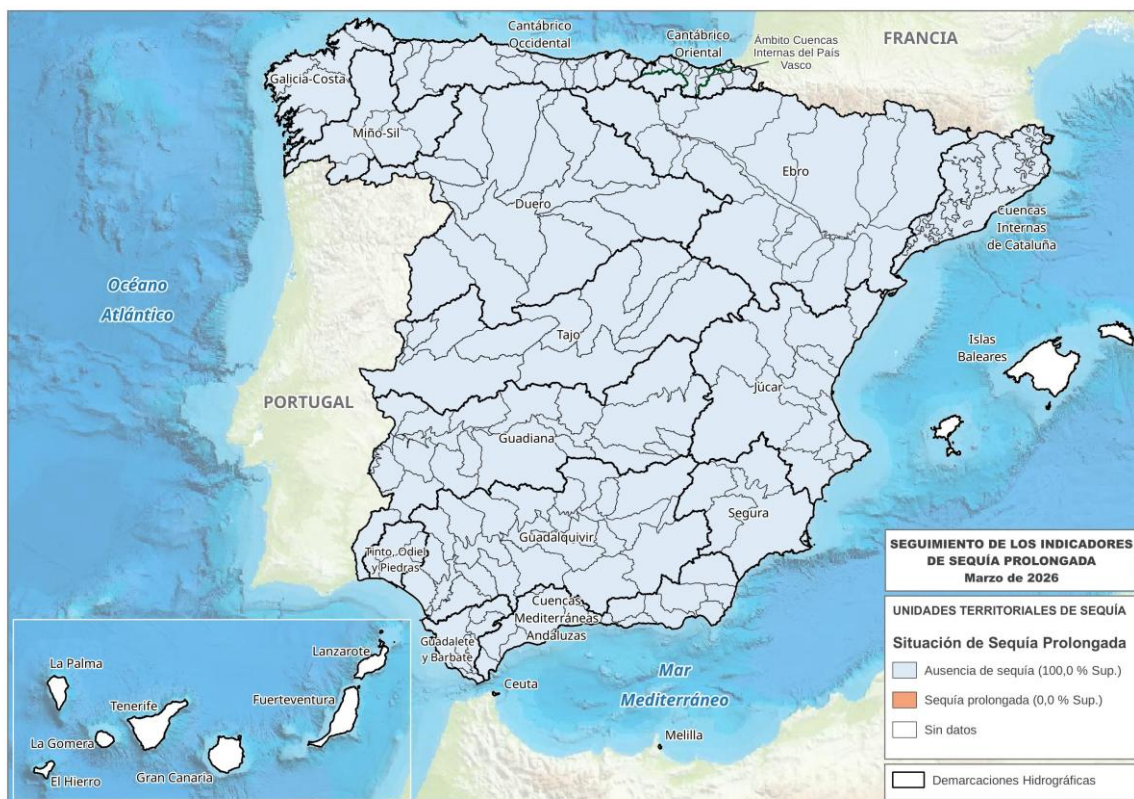 Cantábrico
Occidental
Cantábrico
Oriental
Ámbito Cuencas
Internas del País
Vasco
FRANCIA
Galicia-Costa
Miño-Sil
Ebro
Duero
Cuencas
Internas
de Cataluña
Océano
Atlántico
Tajo
Islas
Baleares
Júcar
PORTUGAL
Guadiana
Segura
Guadalquivir
Tinto, Odiel
y Piedras
Cuencas
Mediterráneas
Andaluzas
Guadalete
y Barbate
Ceuta
Mar
Mediterráneo
Melilla
Lanzarote
La Palma
Fuerteventura
Tenerife
La Gomera
El Hierro
Gran Canaria
SEGUIMIENTO DE LOS INDICADORES
DE SEQUÍA PROLONGADA
Marzo de 2026
UNIDADES TERRITORIALES DE SEQUÍA
Situación de Sequía Prolongada
Ausencia de sequía (100,0 % Sup.)
Sequía prolongada (0,0 % Sup.)
Sin datos
Demarcaciones Hidrográficas